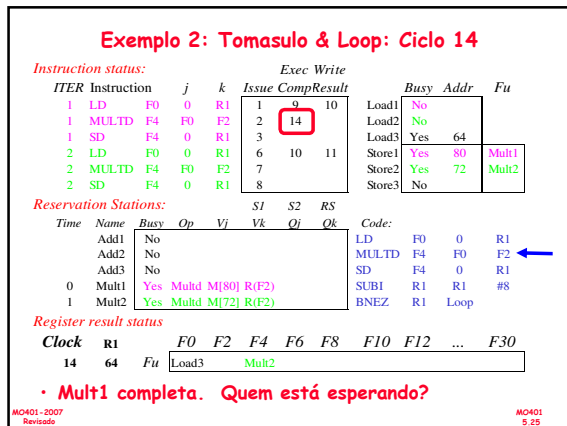 Exemplo 2: Tomasulo & Loop: Ciclo 14
Instruction status: Exec Write
ITER Instruction j k Issue CompResult Busy Addr Fu
1 LD F0 0 R1 1 9 10 Load1 No
1 MULTD F4 F0 F2 2 14 Load2 No
1 SD F4 0 R1 3 Load3 Yes 64
2 LD F0 0 R1 6 10 11 Store1 Yes 80 Mult1
2 MULTD F4 F0 F2 7 Store2 Yes 72 Mult2
2 SD F4 0 R1 8 Store3 No
Reservation Stations: S1 S2 RS
Time Name Busy Op Vj Vk Qj Qk Code:
Add1 No LD F0 0 R1
Add2 No MULTD F4 F0 F2
Add3 No SD F4 0 R1
0 Mult1 Yes Multd M[80] R(F2) SUBI R1 R1 #8
1 Mult2 Yes Multd M[72] R(F2) BNEZ R1 Loop
Register result status
Clock R1 F0 F2 F4 F6 F8 F10 F12 ... F30
14 64 Fu Load3 Mult2
• Mult1 completa. Quem está esperando?
MO401-2007 MO401
Revisado 5.25